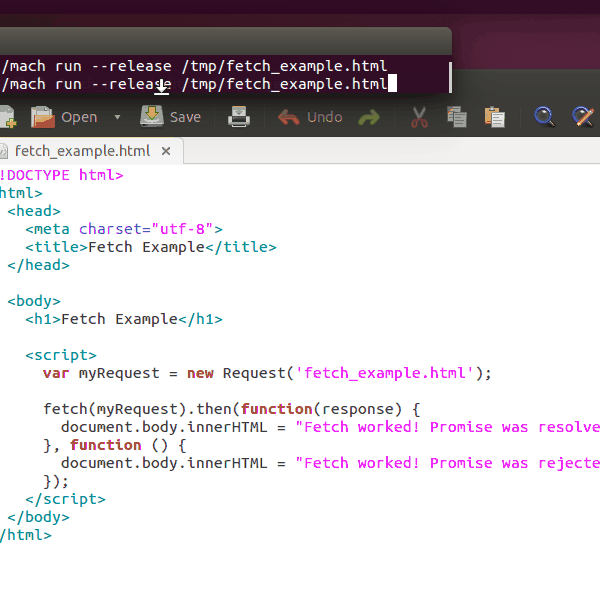 /mach run --release /tmp/fetch_example.html
/mach run --release /tmp/fetch_example.html
Open Save Undo
fetch_example.html
!DOCTYPE html>
html>
<head>
<meta charset="utf-8">
<title>Fetch Example</title>
</head>
<body>
<h1>Fetch Example</h1>
<script>
var myRequest = new Request('fetch_example.html');
fetch(myRequest).then(function(response) {
document.body.innerHTML = "Fetch worked! Promise was resolve
}, function () {
document.body.innerHTML = "Fetch worked! Promise was rejecte
});
</script>
</body>
/html>